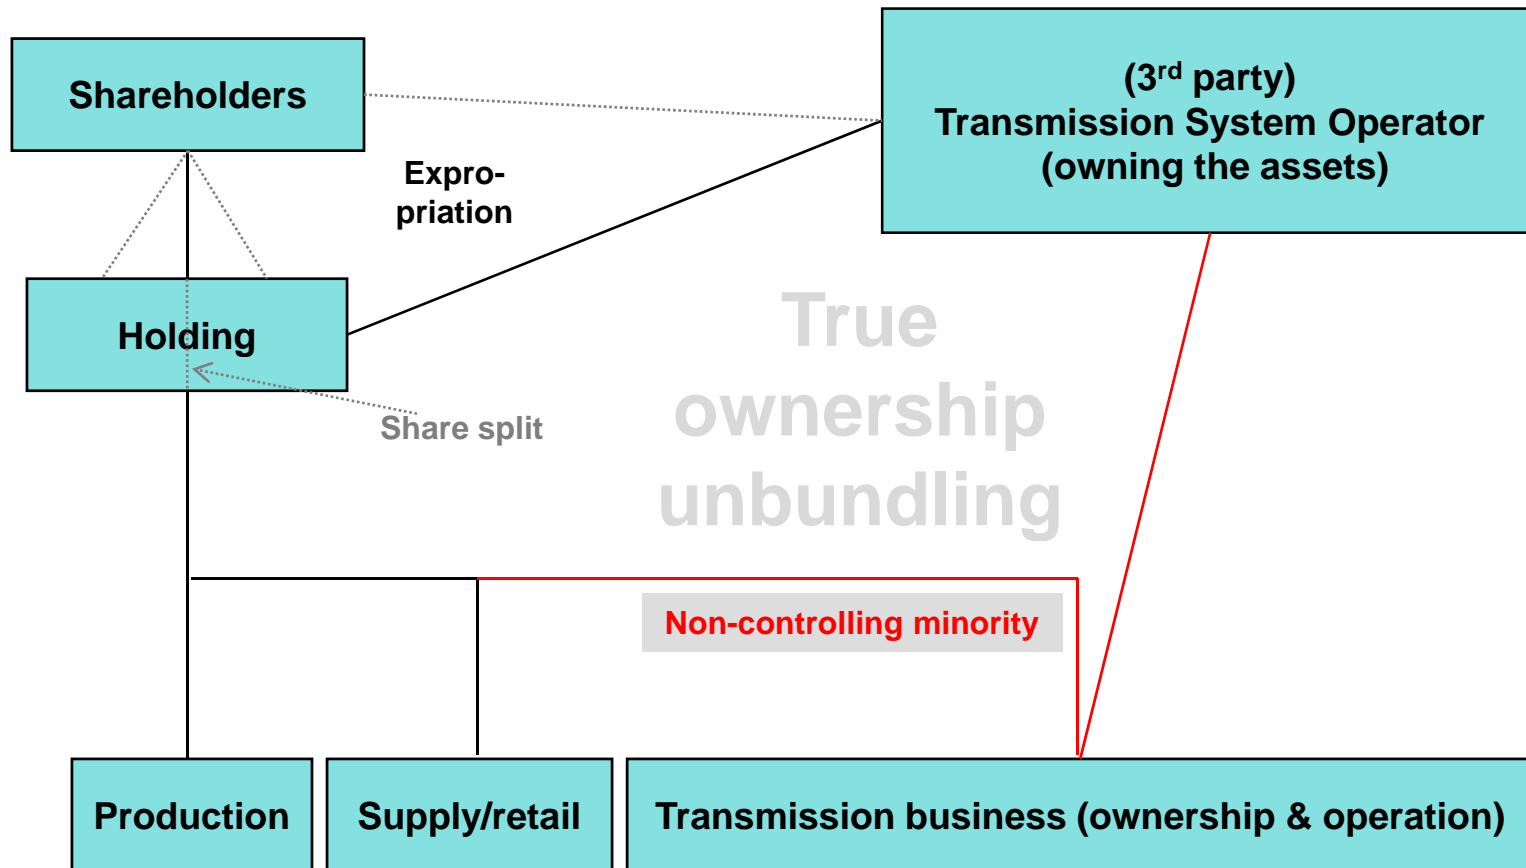 Shareholders
(3rd party)
Transmission System Operator
(owning the assets)
Expro-
priation
Holding
Share split
True
ownership
unbundling
Non-controlling minority
Production
Supply/retail
Transmission business (ownership & operation)